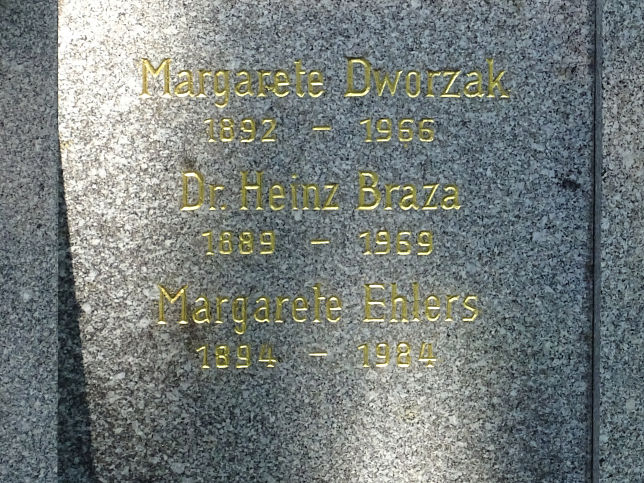 Margarete Dworzak
1892 – 1966
Dr. Heinz Braza
1889 – 1969
Margarete Ehlers
1894 – 1984